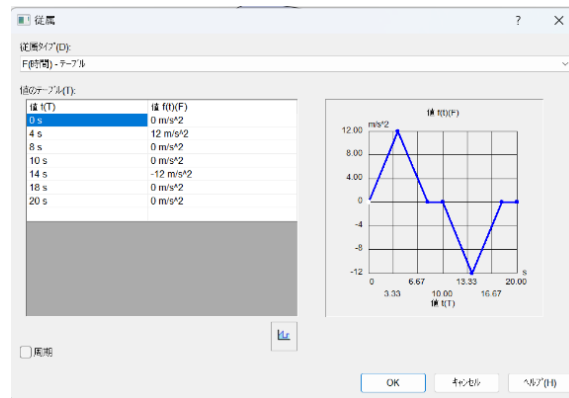 従属 ? ×
従属タイプ(D):
F(時間) - テーブル
値のテーブル(T):
値 t(T) 値 f(t)(F)
0 s 0 m/s^2
4 s 12 m/s^2
8 s 0 m/s^2
10 s 0 m/s^2
14 s -12 m/s^2
18 s 0 m/s^2
20 s 0 m/s^2
値 f(t)(F)
m/s^2
12.00
8.00
4.00
0
-4
-8
-12
s
0 6.67 13.33 20.00
3.33 10.00 16.67
値 t(T)
周期
OK キャンセル ヘルプ(H)